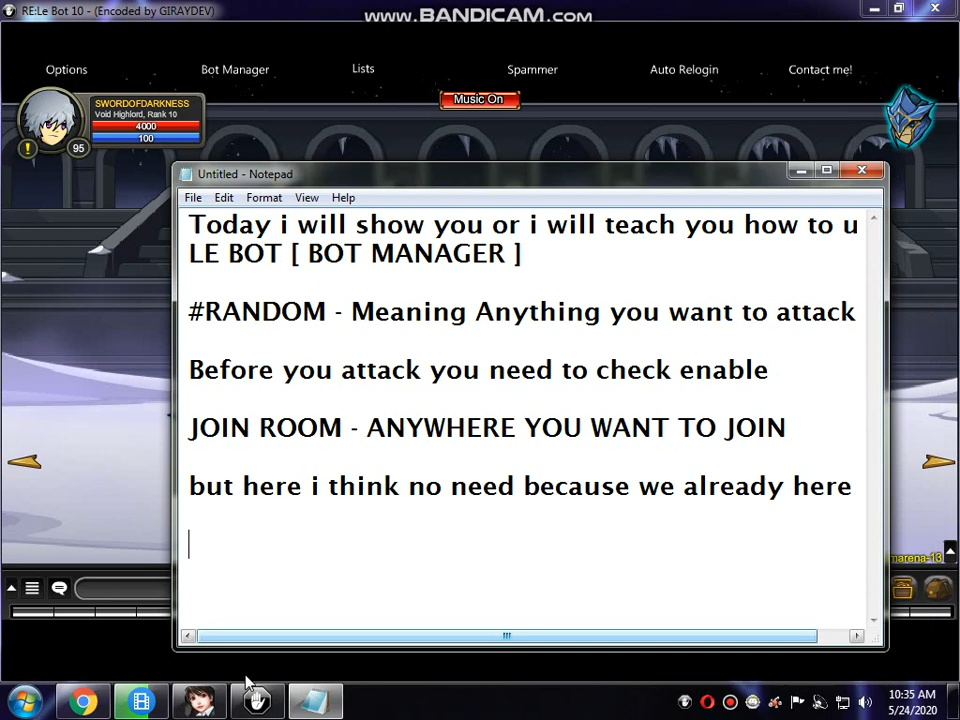 RE:Le Bot 10 - (Encoded by GIRAYDEV)
www.BANDICAM.com
Options Bot Manager Lists Spammer Auto Relogin Contact me!
Music On
SWORDOFDARKNESS
Void Highlord, Rank 10
4000
100
95
Untitled - Notepad
File Edit Format View Help
Today i will show you or i will teach you how to u
LE BOT [ BOT MANAGER ]
#RANDOM - Meaning Anything you want to attack
Before you attack you need to check enable
JOIN ROOM - ANYWHERE YOU WANT TO JOIN
but here i think no need because we already here
marena-13
10:35 AM
5/24/2020